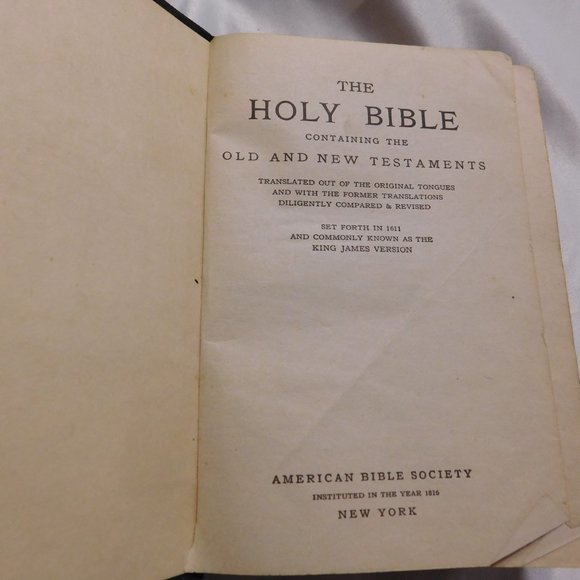 THE
HOLY BIBLE
CONTAINING THE
OLD AND NEW TESTAMENTS
TRANSLATED OUT OF THE ORIGINAL TONGUES
AND WITH THE FORMER TRANSLATIONS
DILIGENTLY COMPARED & REVISED
SET FORTH IN 1611
AND COMMONLY KNOWN AS THE
KING JAMES VERSION
AMERICAN BIBLE SOCIETY
INSTITUTED IN THE YEAR 1816
NEW YORK